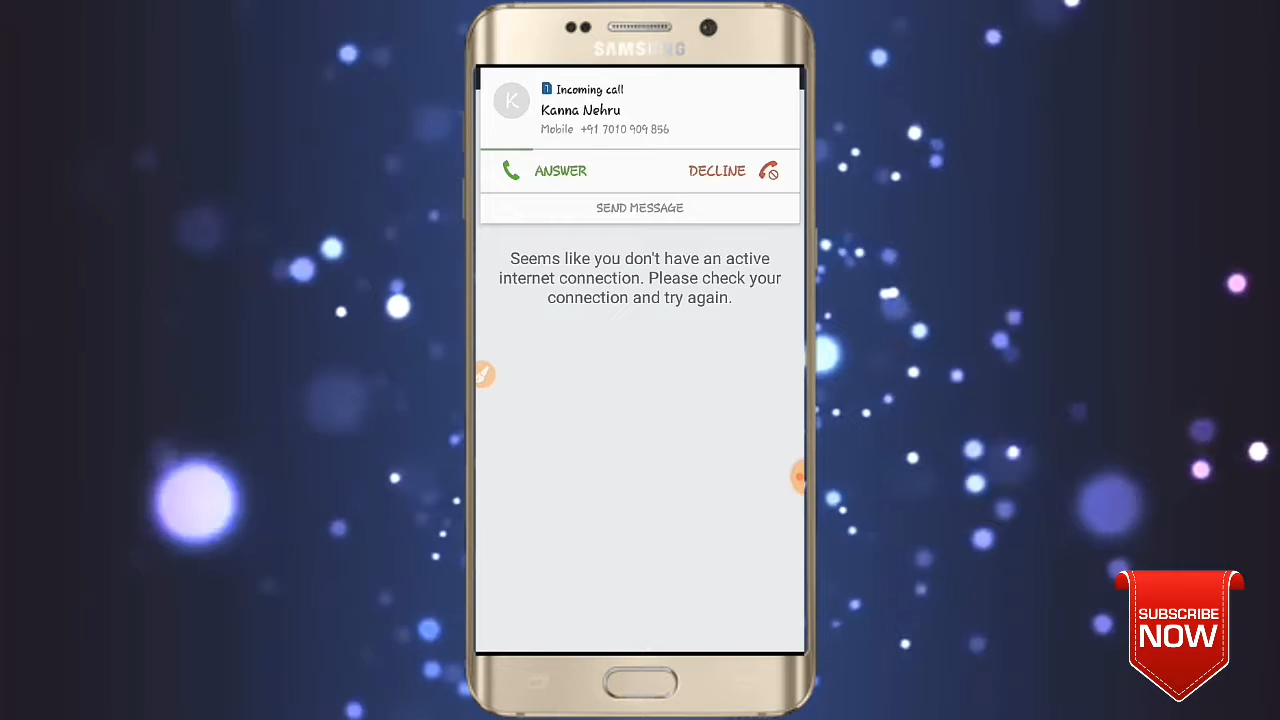 SAMSUNG
Incoming call
K
Kanna Nehru
Mobile +91 7010 909 856
ANSWER
DECLINE
SEND MESSAGE
Seems like you don't have an active
internet connection. Please check your
connection and try again.
SUBSCRIBE
NOW